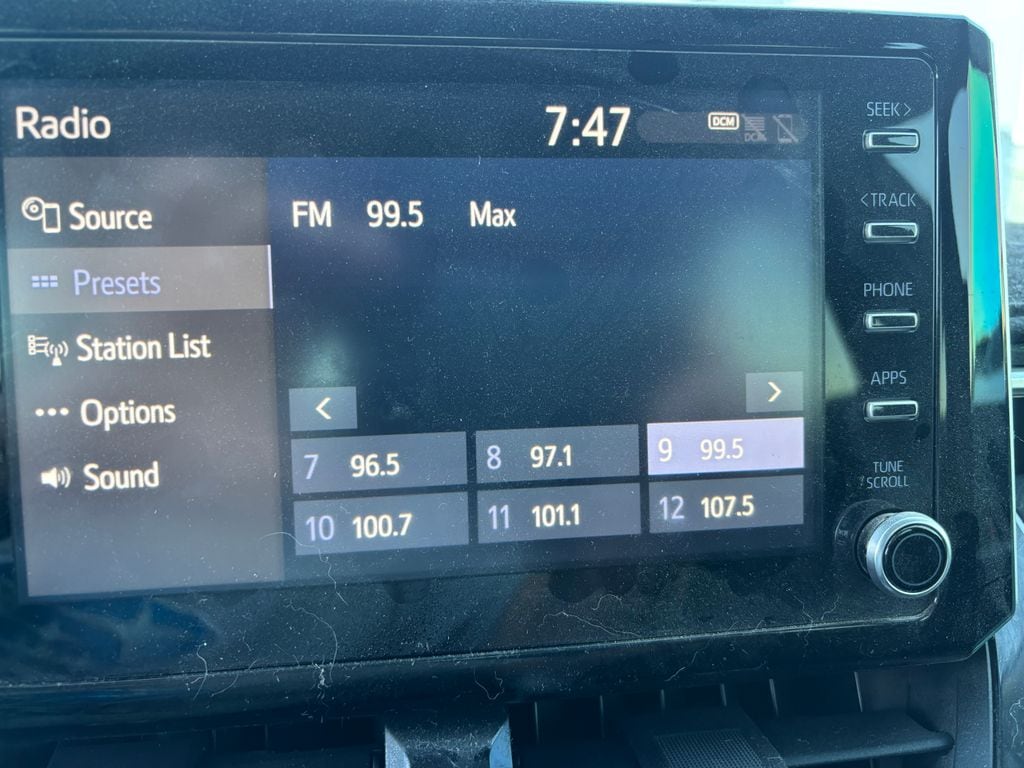 Radio
7:47
DCM
DCM
SEEK >
Source
FM 99.5 Max
< TRACK
Presets
PHONE
Station List
APPS
Options
< >
7 96.5
8 97.1
9 99.5
Sound
TUNE
SCROLL
10 100.7
11 101.1
12 107.5